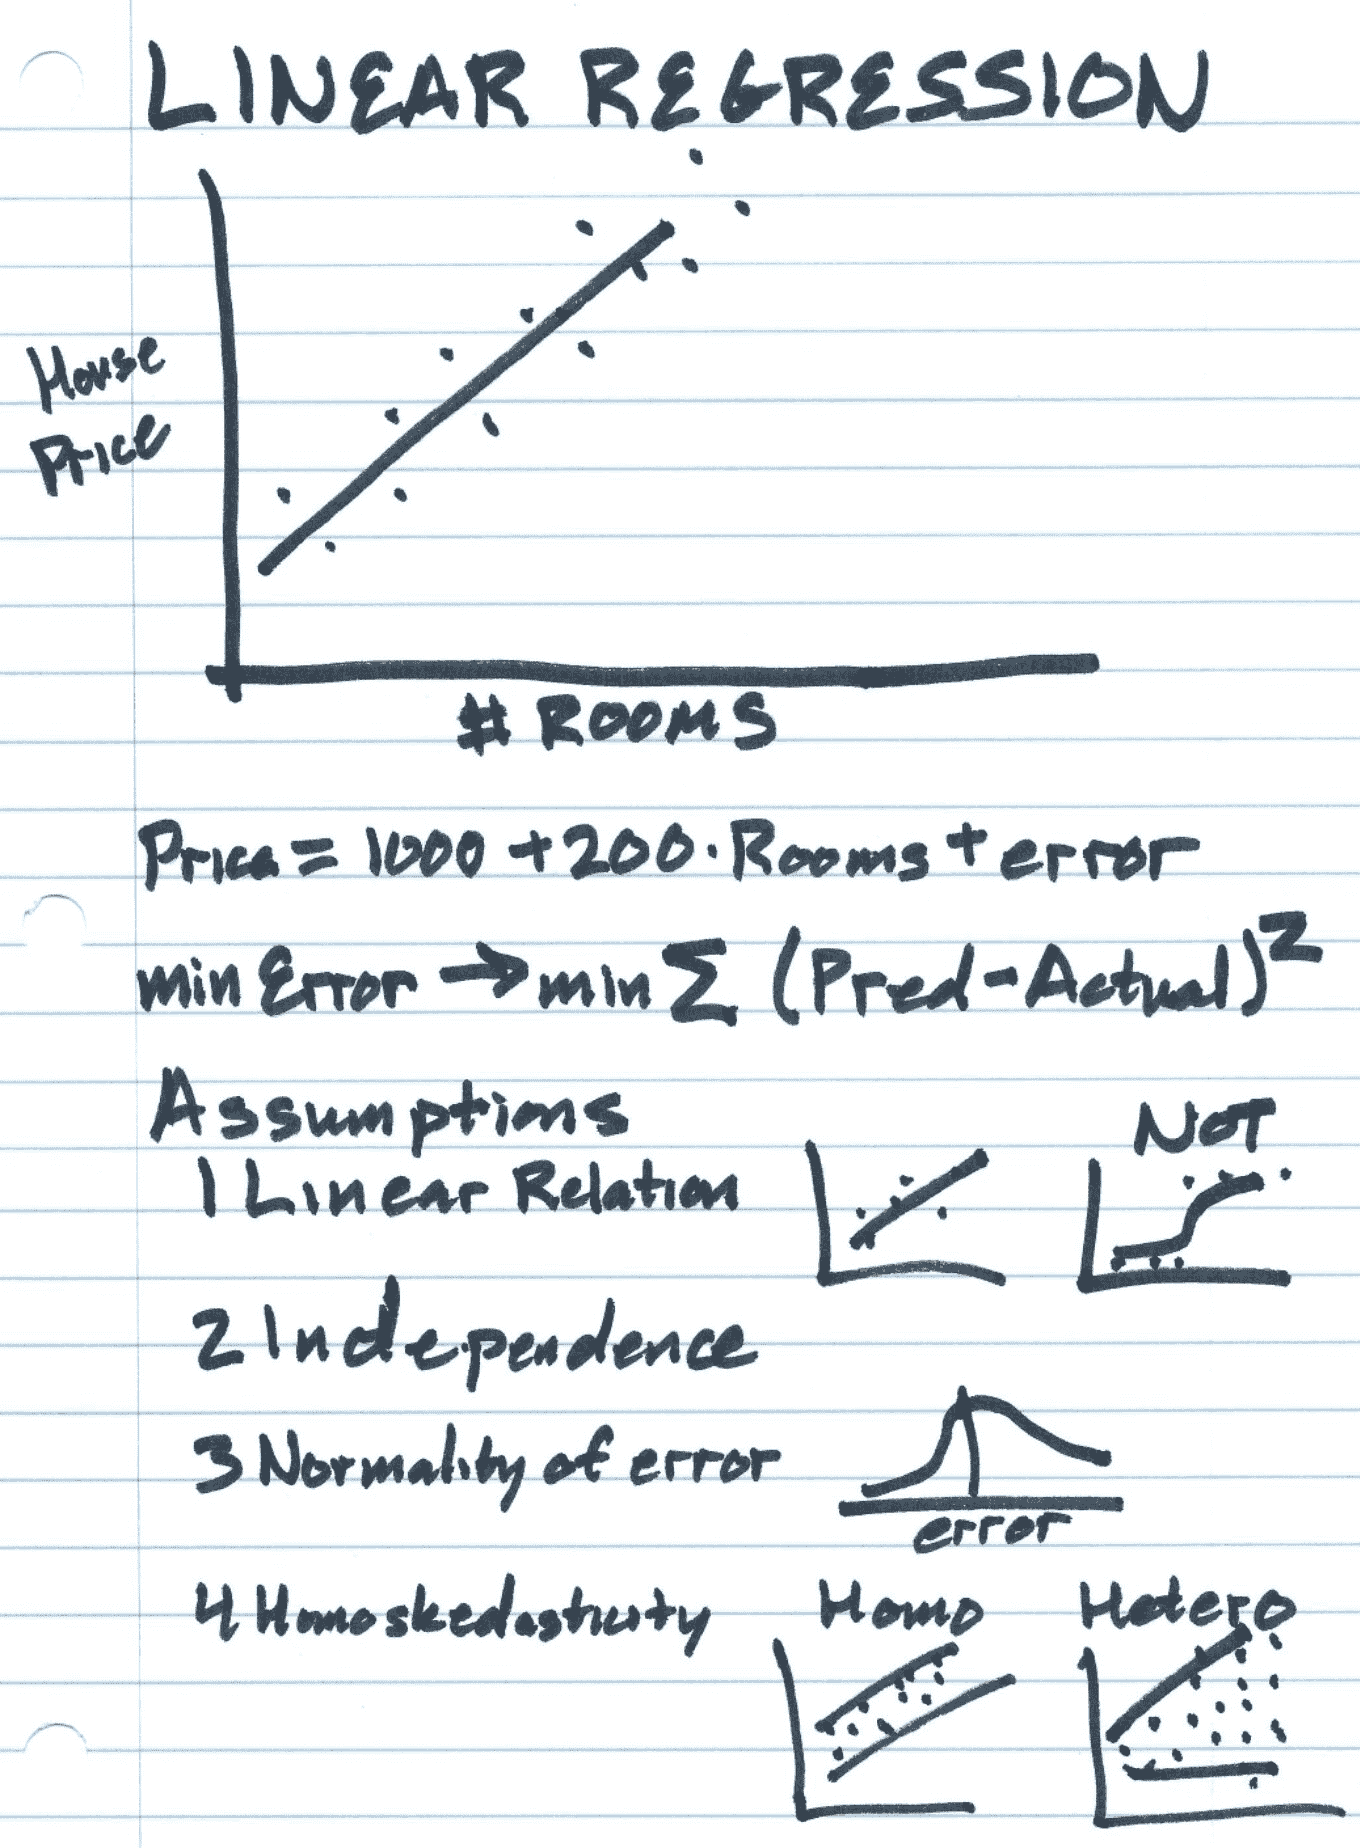 LINEAR REGRESSION
House
Price
# ROOMS
Price = 1000 + 200 · Rooms + error
min Error → min Σ (Pred - Actual)²
Assumptions
NOT
1 Linear Relation
2 Independence
3 Normality of error
error
4 Homoskedasticity
Homo
Hetero